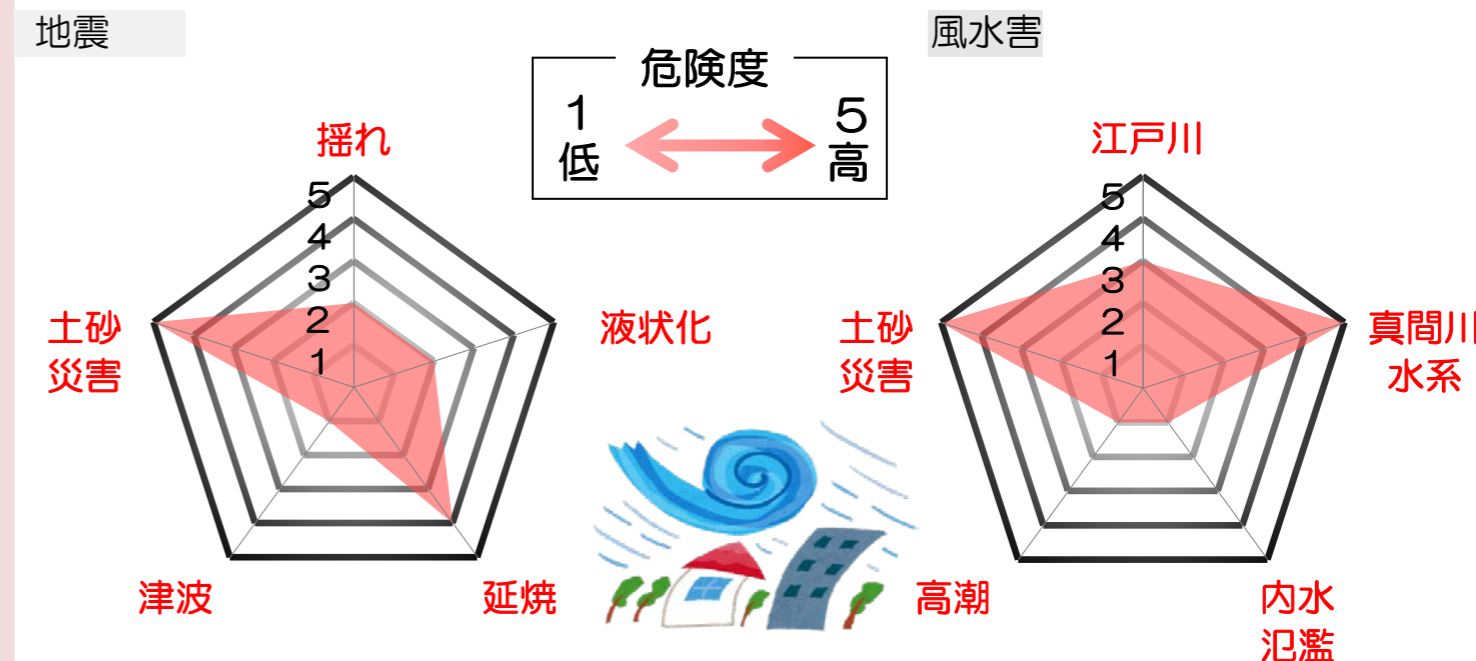 地震
風水害
危険度
1
低
5
高
揺れ
5
4
3
2
1
液状化
延焼
津波
土砂
災害
江戸川
5
4
3
2
1
真間川
水系
内水
氾濫
高潮
土砂
災害